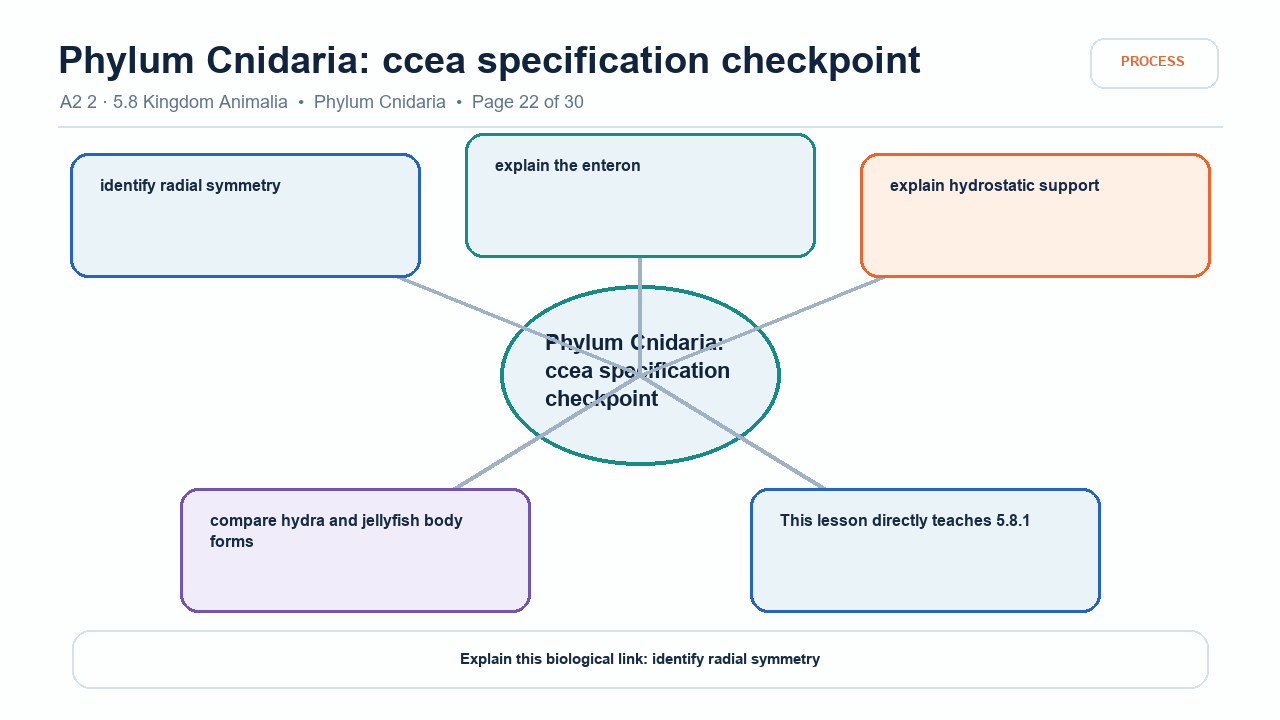 Phylum Cnidaria: ccea specification checkpoint
PROCESS
A2 2 · 5.8 Kingdom Animalia • Phylum Cnidaria • Page 22 of 30
identify radial symmetry
explain the enteron
explain hydrostatic support
Phylum Cnidaria:
ccea specification
checkpoint
compare hydra and jellyfish body
forms
This lesson directly teaches 5.8.1
Explain this biological link: identify radial symmetry